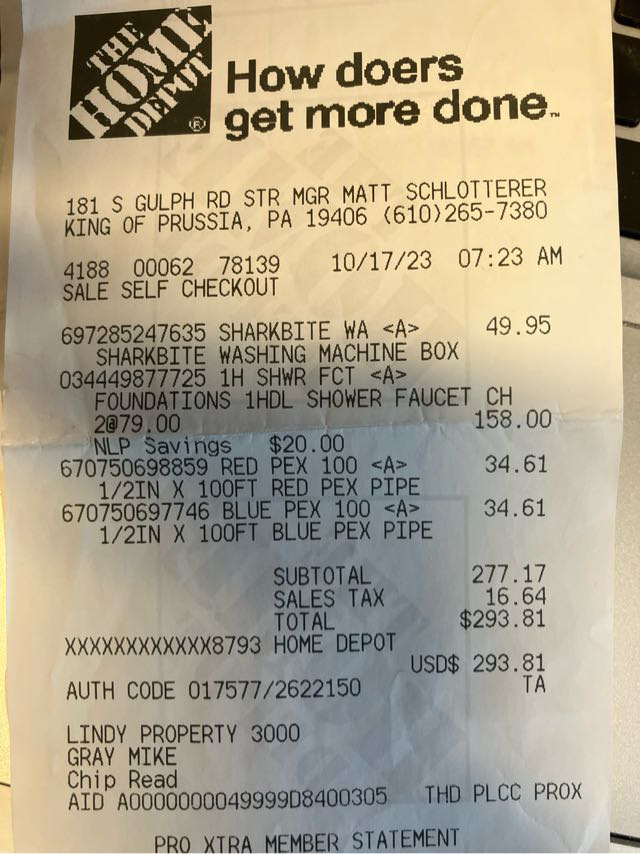 THE
HOME
DEPOT
®
How doers
get more done™
181 S GULPH RD STR MGR MATT SCHLOTTERER
KING OF PRUSSIA, PA 19406 (610)265-7380
4188 00062 78139 10/17/23 07:23 AM
SALE SELF CHECKOUT
697285247635 SHARKBITE WA <A> 49.95
SHARKBITE WASHING MACHINE BOX
034449877725 1H SHWR FCT <A>
FOUNDATIONS 1HDL SHOWER FAUCET CH
2@79.00 158.00
NLP Savings $20.00
670750698859 RED PEX 100 <A> 34.61
1/2IN X 100FT RED PEX PIPE
670750697746 BLUE PEX 100 <A> 34.61
1/2IN X 100FT BLUE PEX PIPE
SUBTOTAL 277.17
SALES TAX 16.64
TOTAL $293.81
XXXXXXXXXXXX8793 HOME DEPOT
USD$ 293.81
AUTH CODE 017577/2622150 TA
LINDY PROPERTY 3000
GRAY MIKE
Chip Read
AID A0000000049999D8400305 THD PLCC PROX
PRO XTRA MEMBER STATEMENT